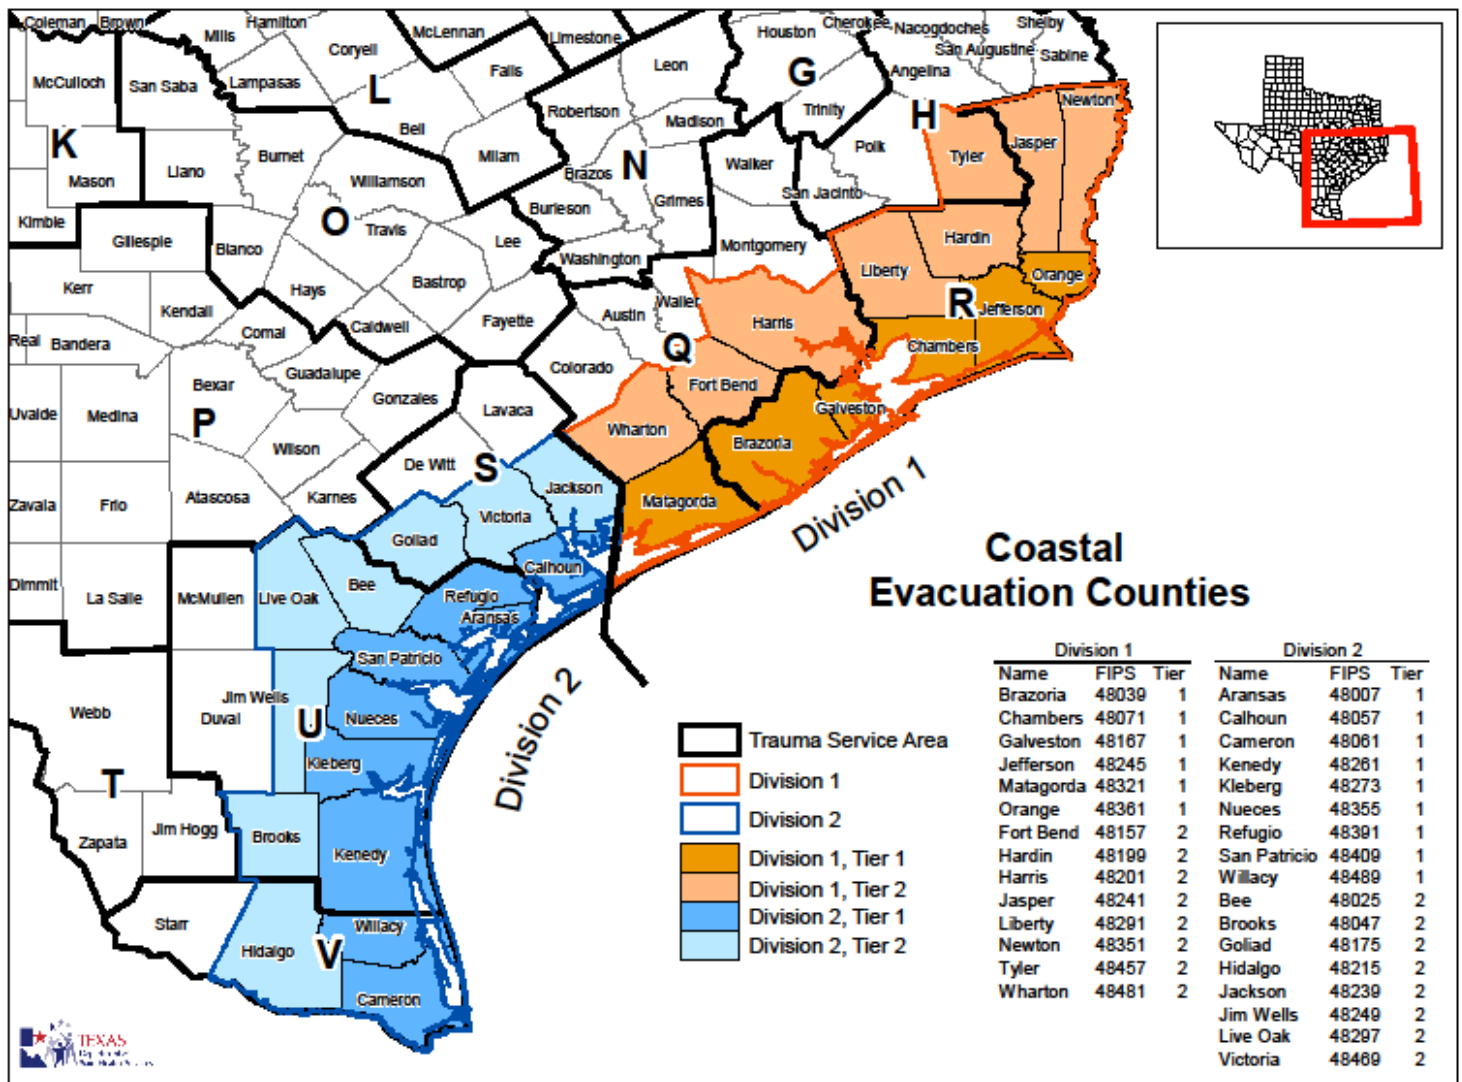 Coleman
Brown
Mills
Hamilton
Coryell
McLennan
Limestone
Houston
Cherokee
Nacogdoches
Shelby
San Augustine
Sabine
McCulloch
San Saba
Lampasas
L
Falls
Leon
G
Angelina
Newton
Robertson
Trinity
H
Bell
Madison
Jasper
K
Burnet
Milam
N
Walker
Polk
Tyler
Mason
Llano
Williamson
Brazos
San Jacinto
Kimble
O
Burleson
Grimes
Gillespie
Blanco
Travis
Lee
Washington
Montgomery
Hardin
Liberty
Orange
Kerr
Hays
Bastrop
Kendall
Waller
R
Jefferson
Comal
Caldwell
Fayette
Austin
Harris
Real
Bandera
Q
Chambers
Bexar
Guadalupe
Colorado
Fort Bend
Uvalde
Medina
P
Gonzales
Lavaca
Galveston
Wilson
Wharton
Brazoria
De Witt
S
Zavala
Frio
Atascosa
Karnes
Jackson
Matagorda
Victoria
Goliad
Division 1
Calhoun
Dimmit
La Salle
McMullen
Live Oak
Bee
Refugio
Aransas
San Patricio
Jim Wells
Webb
Duval
U
Nueces
Division 2
Kleberg
T
Zapata
Jim Hogg
Brooks
Kenedy
Starr
Hidalgo
V
Willacy
Cameron
Coastal
Evacuation Counties
Trauma Service Area
Division 1
Division 2
Division 1, Tier 1
Division 1, Tier 2
Division 2, Tier 1
Division 2, Tier 2
Division 1
Name FIPS Tier
Brazoria 48039 1
Chambers 48071 1
Galveston 48167 1
Jefferson 48245 1
Matagorda 48321 1
Orange 48361 1
Fort Bend 48157 2
Hardin 48199 2
Harris 48201 2
Jasper 48241 2
Liberty 48291 2
Newton 48351 2
Tyler 48457 2
Wharton 48481 2
Division 2
Name FIPS Tier
Aransas 48007 1
Calhoun 48057 1
Cameron 48061 1
Kenedy 48261 1
Kleberg 48273 1
Nueces 48355 1
Refugio 48391 1
San Patricio 48409 1
Willacy 48489 1
Bee 48025 2
Brooks 48047 2
Goliad 48175 2
Hidalgo 48215 2
Jackson 48239 2
Jim Wells 48249 2
Live Oak 48297 2
Victoria 48469 2
TEXAS